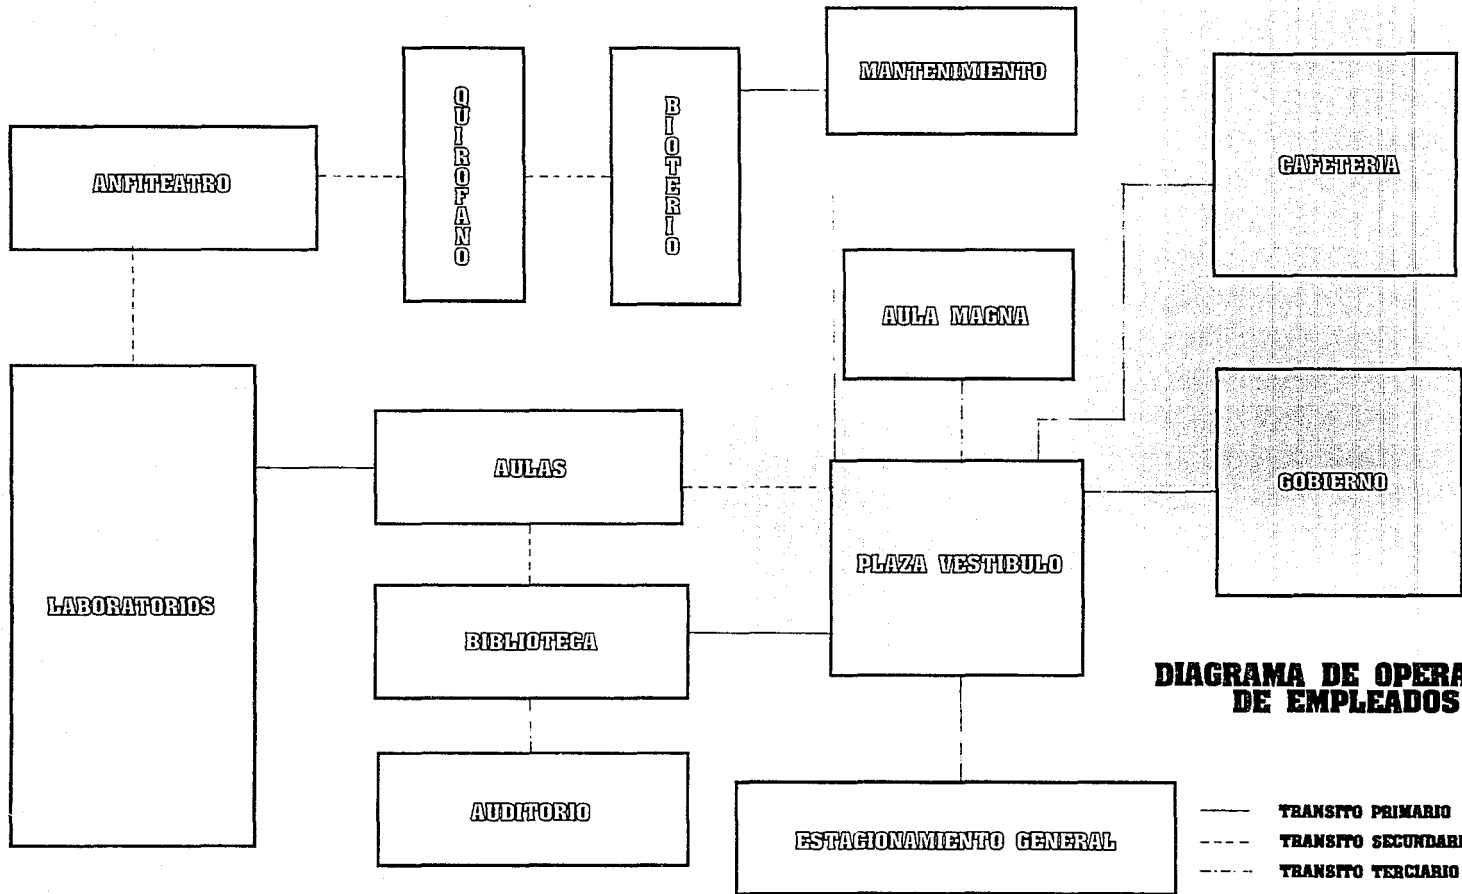 MANTENIMIENTO
QUIROFANO
BIOTERIO
CAFETERIA
ANFITEATRO
AULA MAGNA
AULAS
GOBIERNO
PLAZA VESTIBULO
LABORATORIOS
BIBLIOTECA
DIAGRAMA DE OPERA
DE EMPLEADOS
AUDITORIO
ESTACIONAMIENTO GENERAL
TRANSITO PRIMARIO
TRANSITO SECUNDARI
TRANSITO TERCIARIO